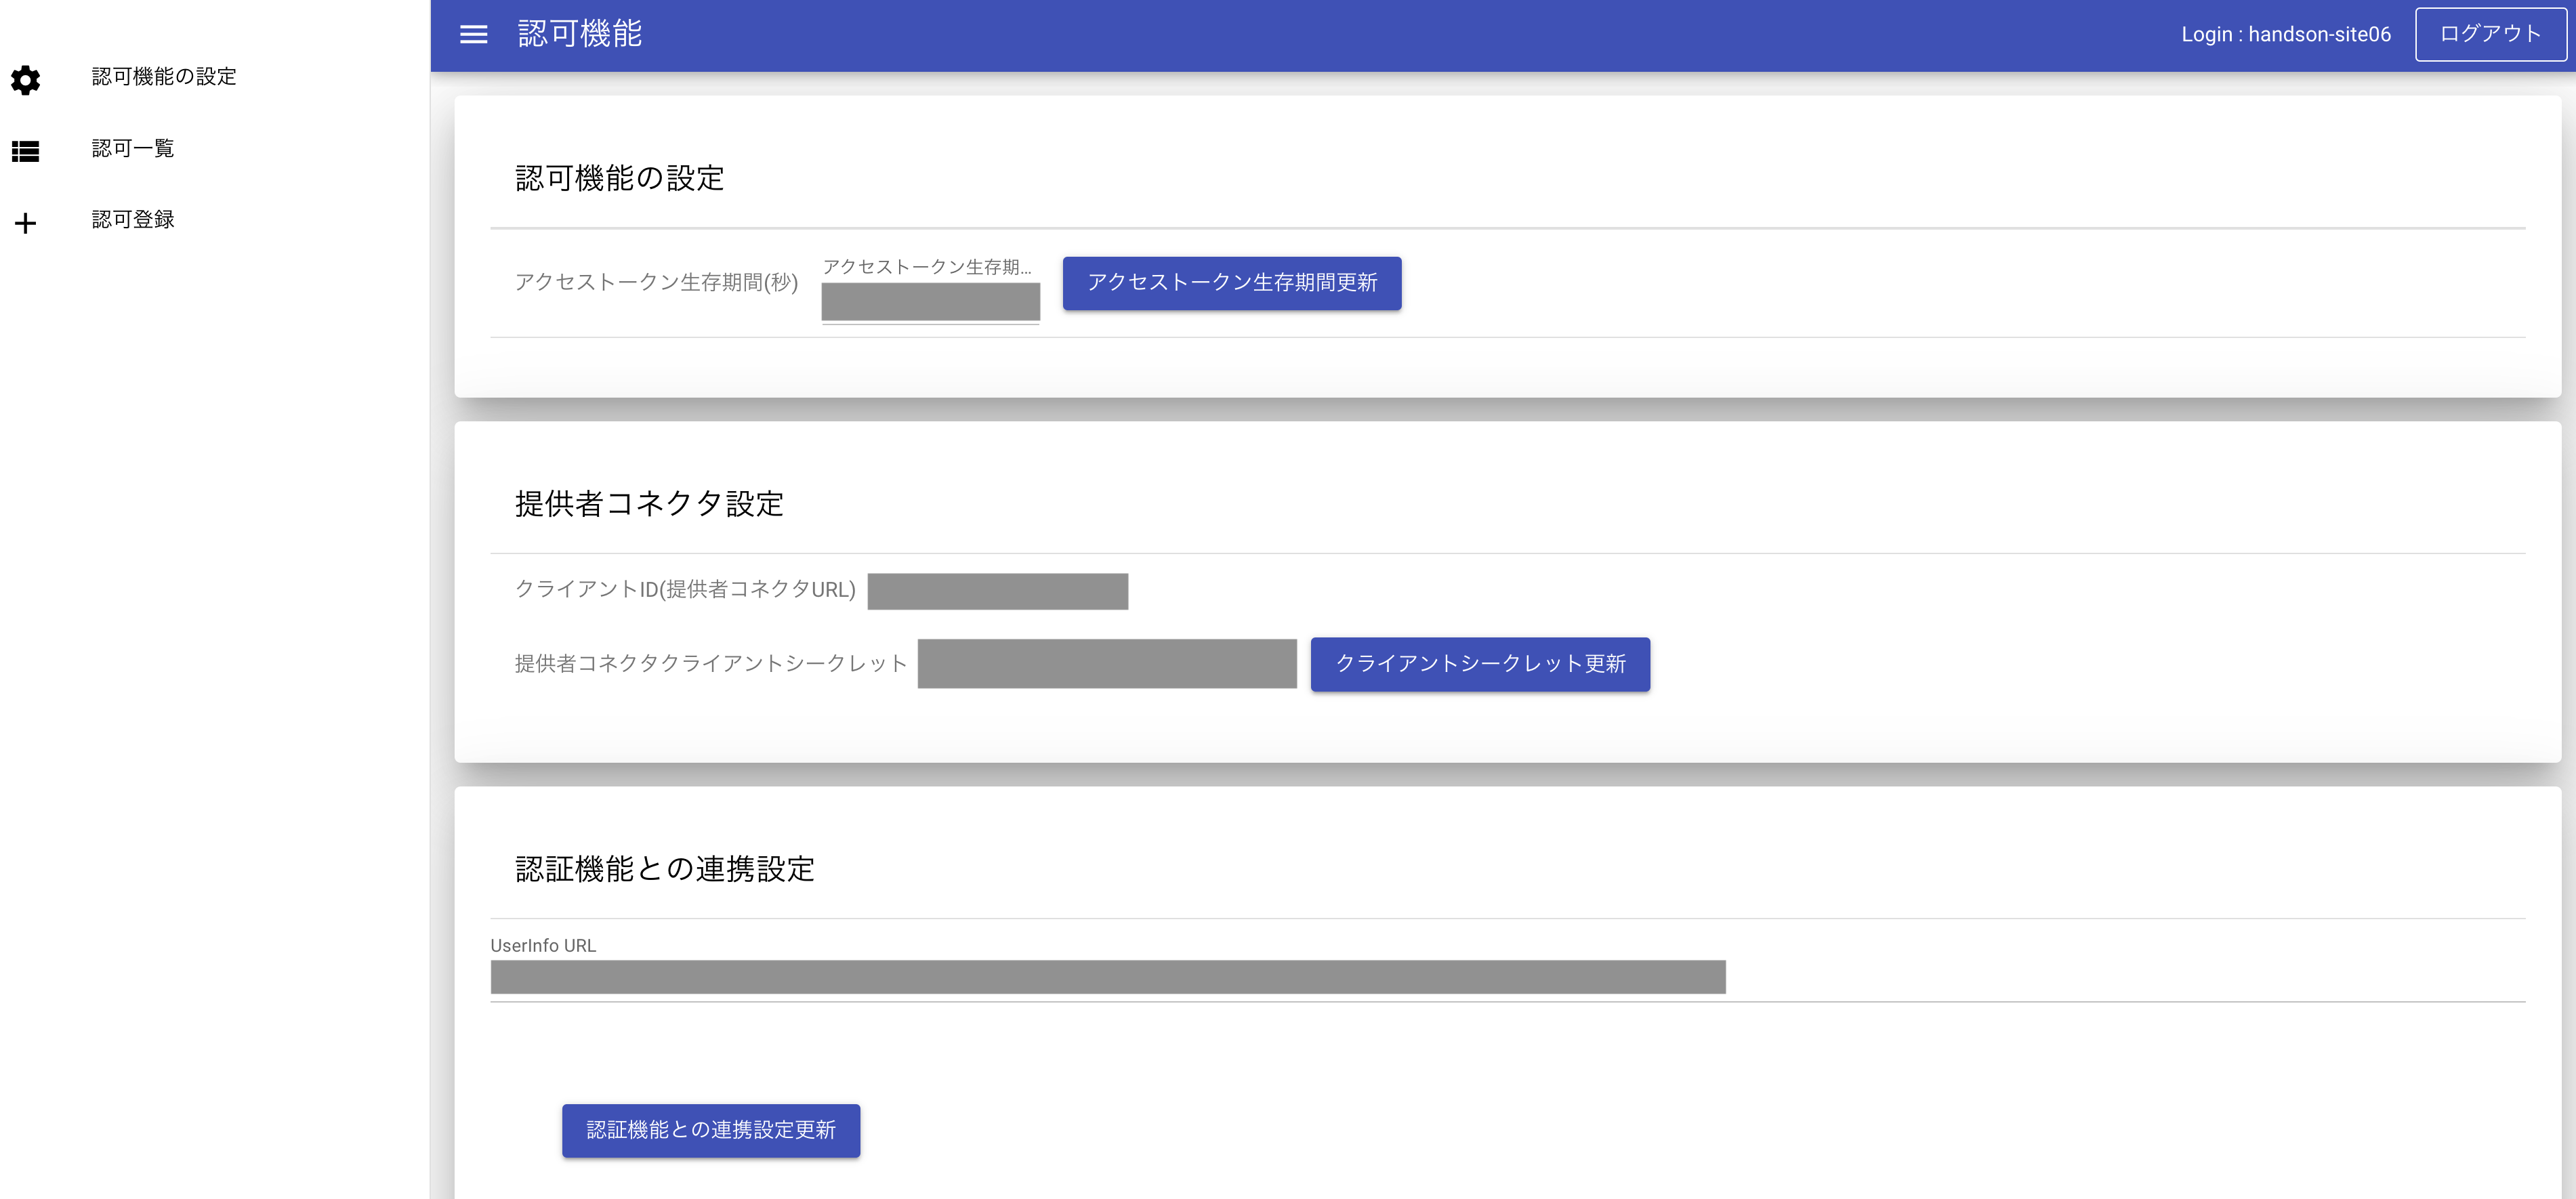 認可機能の設定
認可一覧
認可登録
認可機能
Login : handson-site06
ログアウト
認可機能の設定
アクセストークン生存期間(秒)
アクセストークン生存期...
アクセストークン生存期間更新
提供者コネクタ設定
クライアントID(提供者コネクタURL)
提供者コネクタクライアントシークレット
クライアントシークレット更新
認証機能との連携設定
UserInfo URL
認証機能との連携設定更新